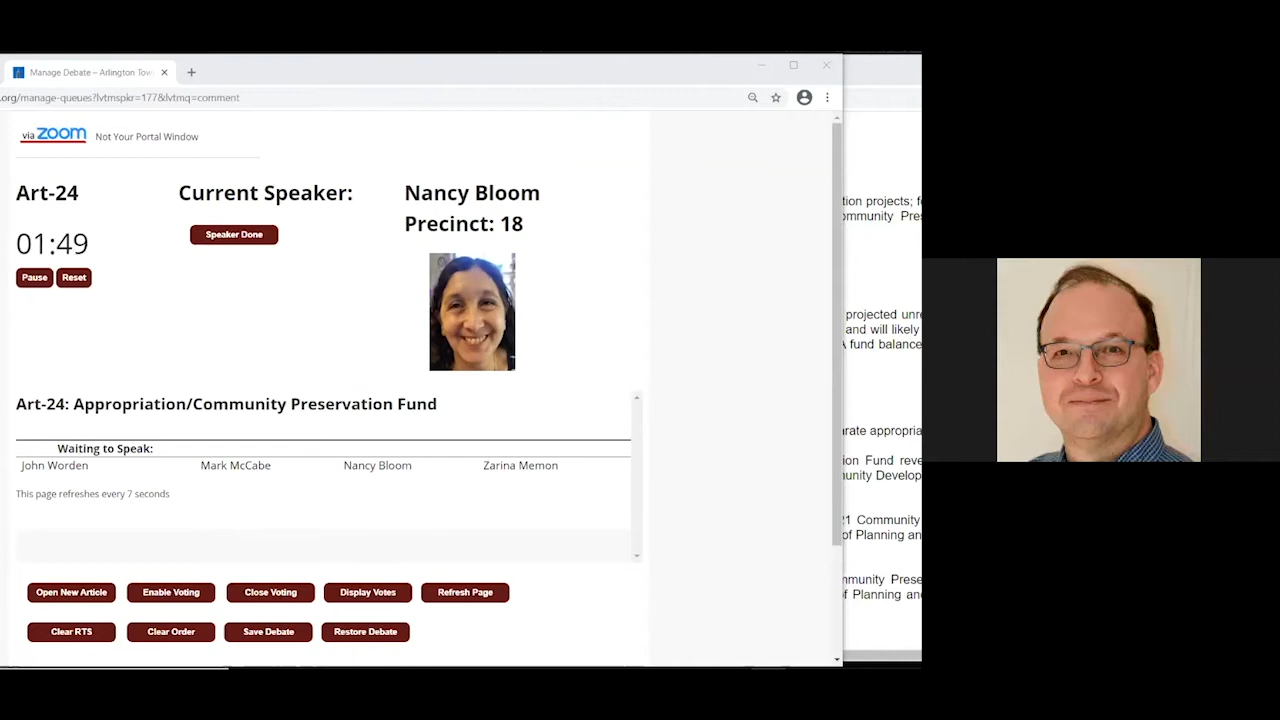 Manage Debate – Arlington Tow
.org/manage-queues?lvtmspkr=177&lvtmq=comment
via zoom Not Your Portal Window
Art-24 Current Speaker: Nancy Bloom
Precinct: 18
Speaker Done
01:49
Pause Reset
Art-24: Appropriation/Community Preservation Fund
Waiting to Speak:
John Worden Mark McCabe Nancy Bloom Zarina Memon
This page refreshes every 7 seconds
Open New Article Enable Voting Close Voting Display Votes Refresh Page
Clear RTS Clear Order Save Debate Restore Debate
tion projects; f
ommunity Pres
projected unre
and will likely
A fund balance
arate appropria
ion Fund reve
unity Develop
21 Community
of Planning an
mmunity Prese
of Planning an